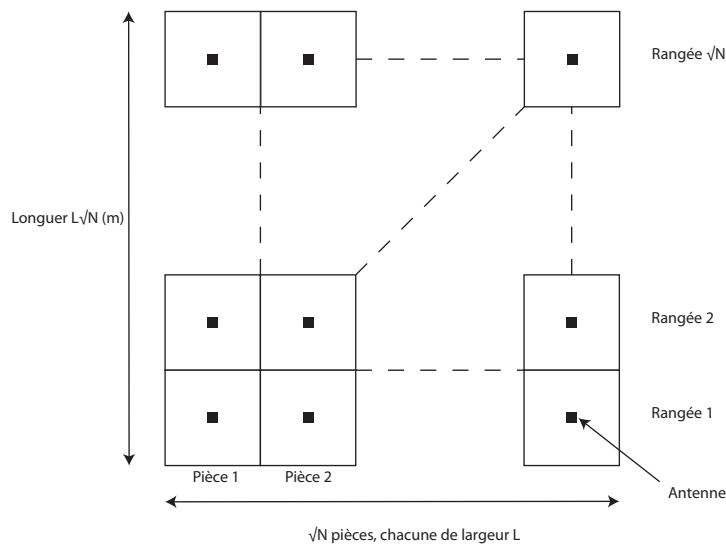 Rangée √N
Longuer L√N (m)
Rangée 2
Rangée 1
Pièce 1
Pièce 2
Antenne
√N pièces, chacune de largeur L